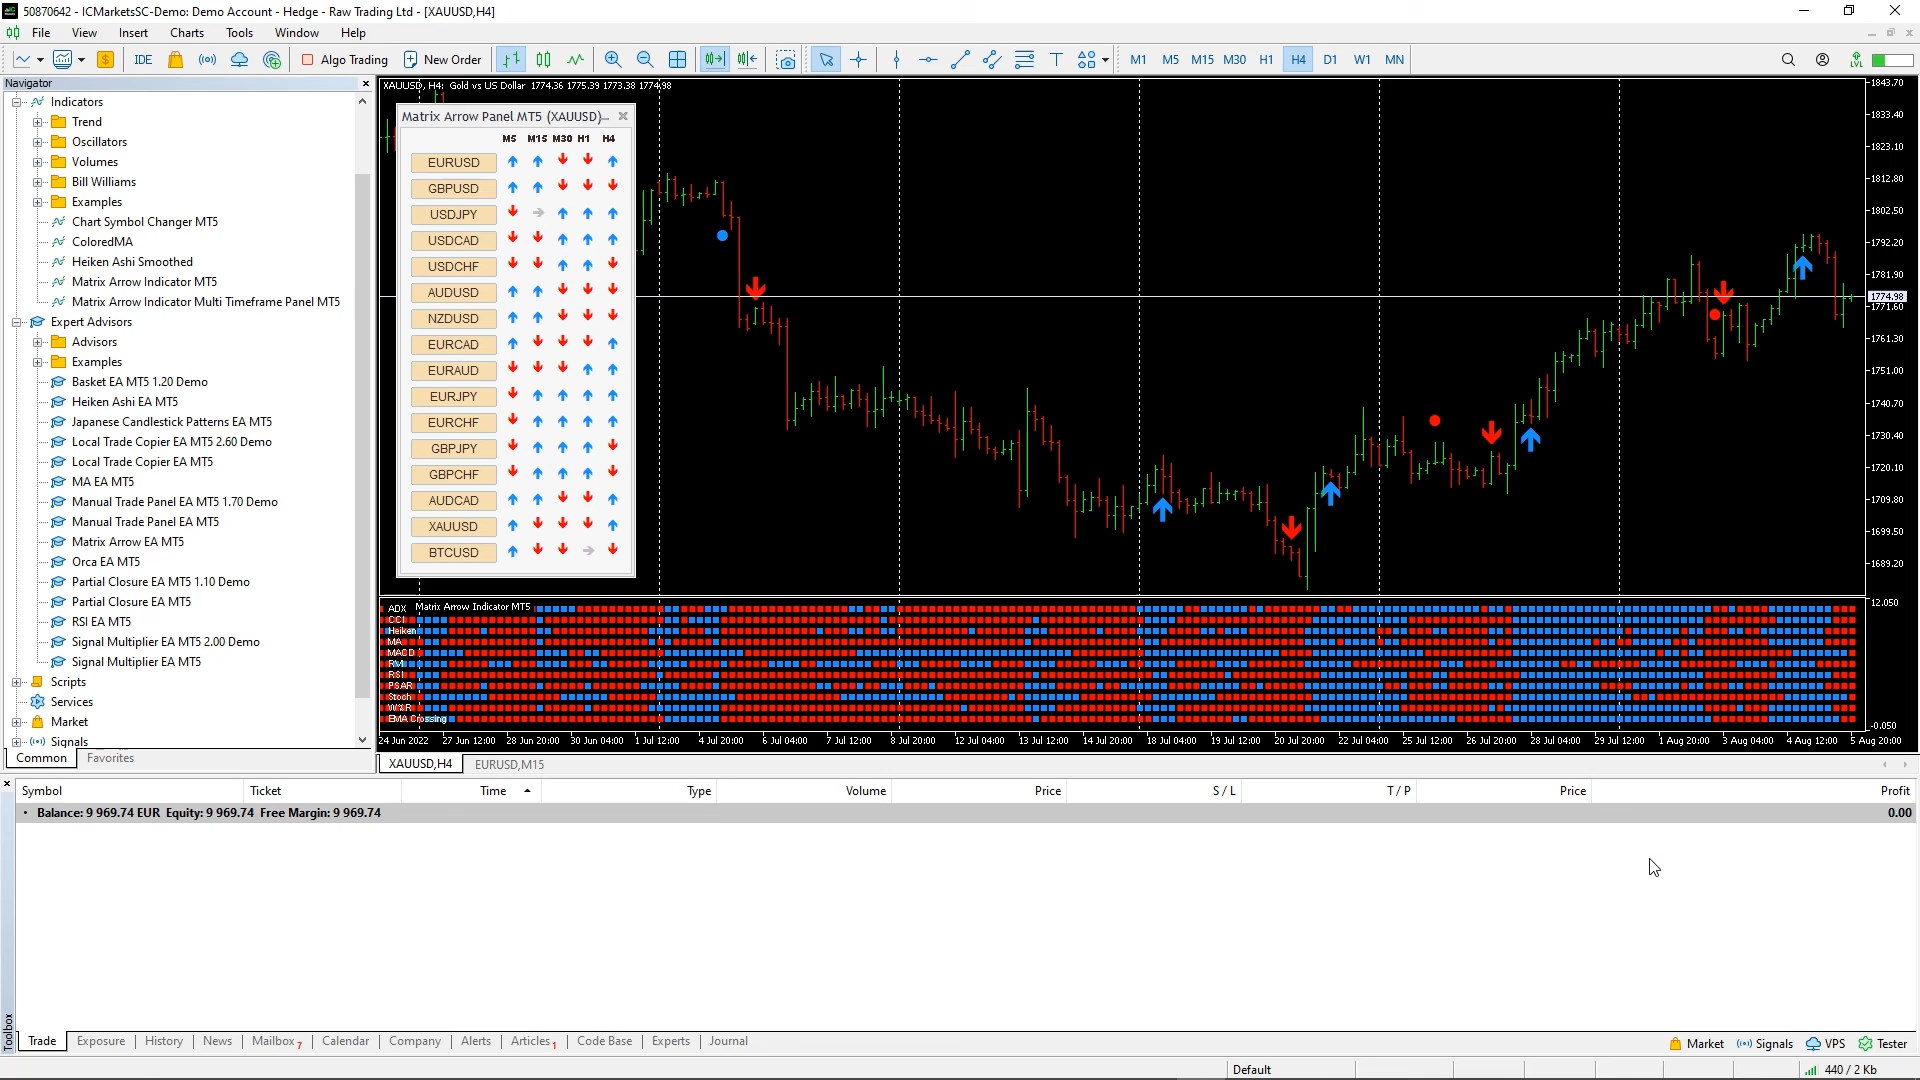 50870642 - ICMarketsSC-Demo: Demo Account - Hedge - Raw Trading Ltd - [XAUUSD,H4]
File View Insert Charts Tools Window Help
IDE Algo Trading New Order M1 M5 M15 M30 H1 H4 D1 W1 MN LVL
Navigator
Indicators
Trend
Oscillators
Volumes
Bill Williams
Examples
Chart Symbol Changer MT5
ColoredMA
Heiken Ashi Smoothed
Matrix Arrow Indicator MT5
Matrix Arrow Indicator Multi Timeframe Panel MT5
Expert Advisors
Advisors
Examples
Basket EA MT5 1.20 Demo
Heiken Ashi EA MT5
Japanese Candlestick Patterns EA MT5
Local Trade Copier EA MT5 2.60 Demo
Local Trade Copier EA MT5
MA EA MT5
Manual Trade Panel EA MT5 1.70 Demo
Manual Trade Panel EA MT5
Matrix Arrow EA MT5
Orca EA MT5
Partial Closure EA MT5 1.10 Demo
Partial Closure EA MT5
RSI EA MT5
Signal Multiplier EA MT5 2.00 Demo
Signal Multiplier EA MT5
Scripts
Services
Market
Signals
Common Favorites
XAUUSD, H4: Gold vs US Dollar 1774.36 1775.39 1773.38 1774.98
Matrix Arrow Panel MT5 (XAUUSD)
M5 M15 M30 H1 H4
EURUSD
GBPUSD
USDJPY
USDCAD
USDCHF
AUDUSD
NZDUSD
EURCAD
EURAUD
EURJPY
EURCHF
GBPJPY
GBPCHF
AUDCAD
XAUUSD
BTCUSD
1843.70
1833.40
1823.10
1812.80
1802.50
1792.20
1781.90
1774.98
1771.60
1761.30
1751.00
1740.70
1730.40
1720.10
1709.80
1699.50
1689.20
12.050
-0.050
Matrix Arrow Indicator MT5
ADX
CCI
Heiken
MA
MACD
RMI
RSI
PSAR
Stoch
W%R
EMA Crossing
24 Jun 2022 27 Jun 12:00 28 Jun 20:00 30 Jun 04:00 1 Jul 12:00 4 Jul 20:00 6 Jul 04:00 7 Jul 12:00 8 Jul 20:00 12 Jul 04:00 13 Jul 12:00 14 Jul 20:00 18 Jul 04:00 19 Jul 12:00 20 Jul 20:00 22 Jul 04:00 25 Jul 12:00 26 Jul 20:00 28 Jul 04:00 29 Jul 12:00 1 Aug 20:00 3 Aug 04:00 4 Aug 12:00 5 Aug 20:00
XAUUSD,H4 EURUSD,M15
Symbol Ticket Time Type Volume Price S / L T / P Price Profit
Balance: 9 969.74 EUR Equity: 9 969.74 Free Margin: 9 969.74 0.00
Toolbox
Trade Exposure History News Mailbox 7 Calendar Company Alerts Articles 1 Code Base Experts Journal
Market Signals VPS Tester
Default 440 / 2 Kb